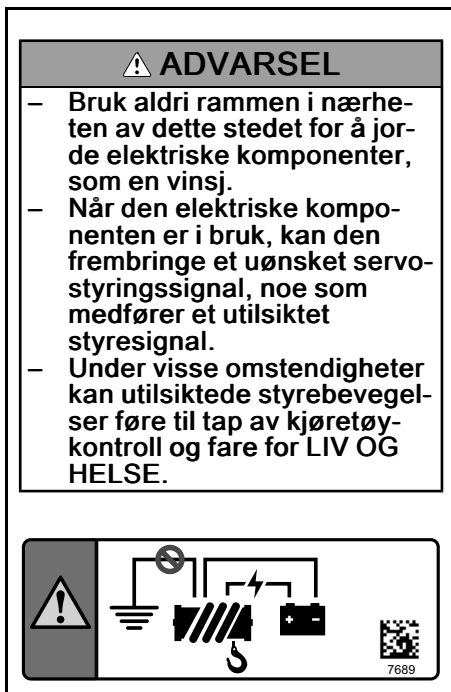 ⚠ ADVARSEL
– Bruk aldri rammen i nærhe-
ten av dette stedet for å jor-
de elektriske komponenter,
som en vinsj.
– Når den elektriske kompo-
nenten er i bruk, kan den
frembringe et uønsket servo-
styringssignal, noe som
medfører et utilsiktet
styresignal.
– Under visse omstendigheter
kan utilsiktede styrebevegel-
ser føre til tap av kjøretøy-
kontroll og fare for LIV OG
HELSE.
7689